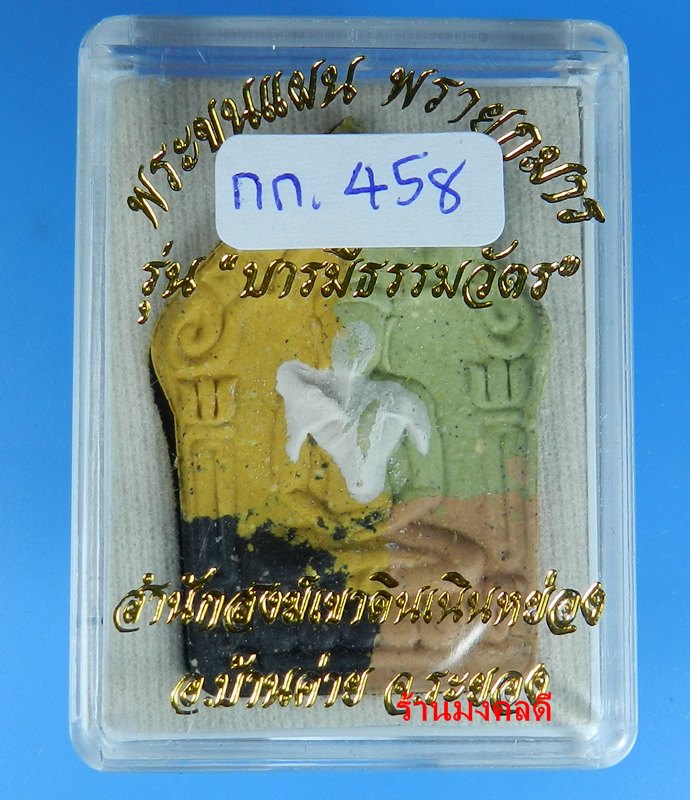 พระขุนแผน พรายกุมาร
กก. 458
รุ่น "บารมีธรรมวัตร"
สำนักสงฆ์เขาดินเนินหย่อง
อ.บ้านค่าย จ.ระยอง
ร้านมงคลดี